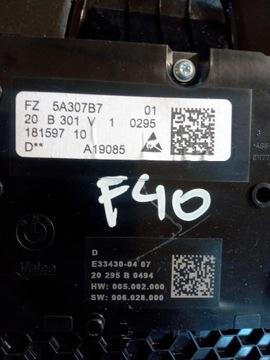 FZ 5A307B7 01
20 B 301 V 1 0295
181597 10
D** A19085
F40
Valeo
D
E33430-04 07
20 295 B 0494
HW: 005.002.000
SW: 006.028.000